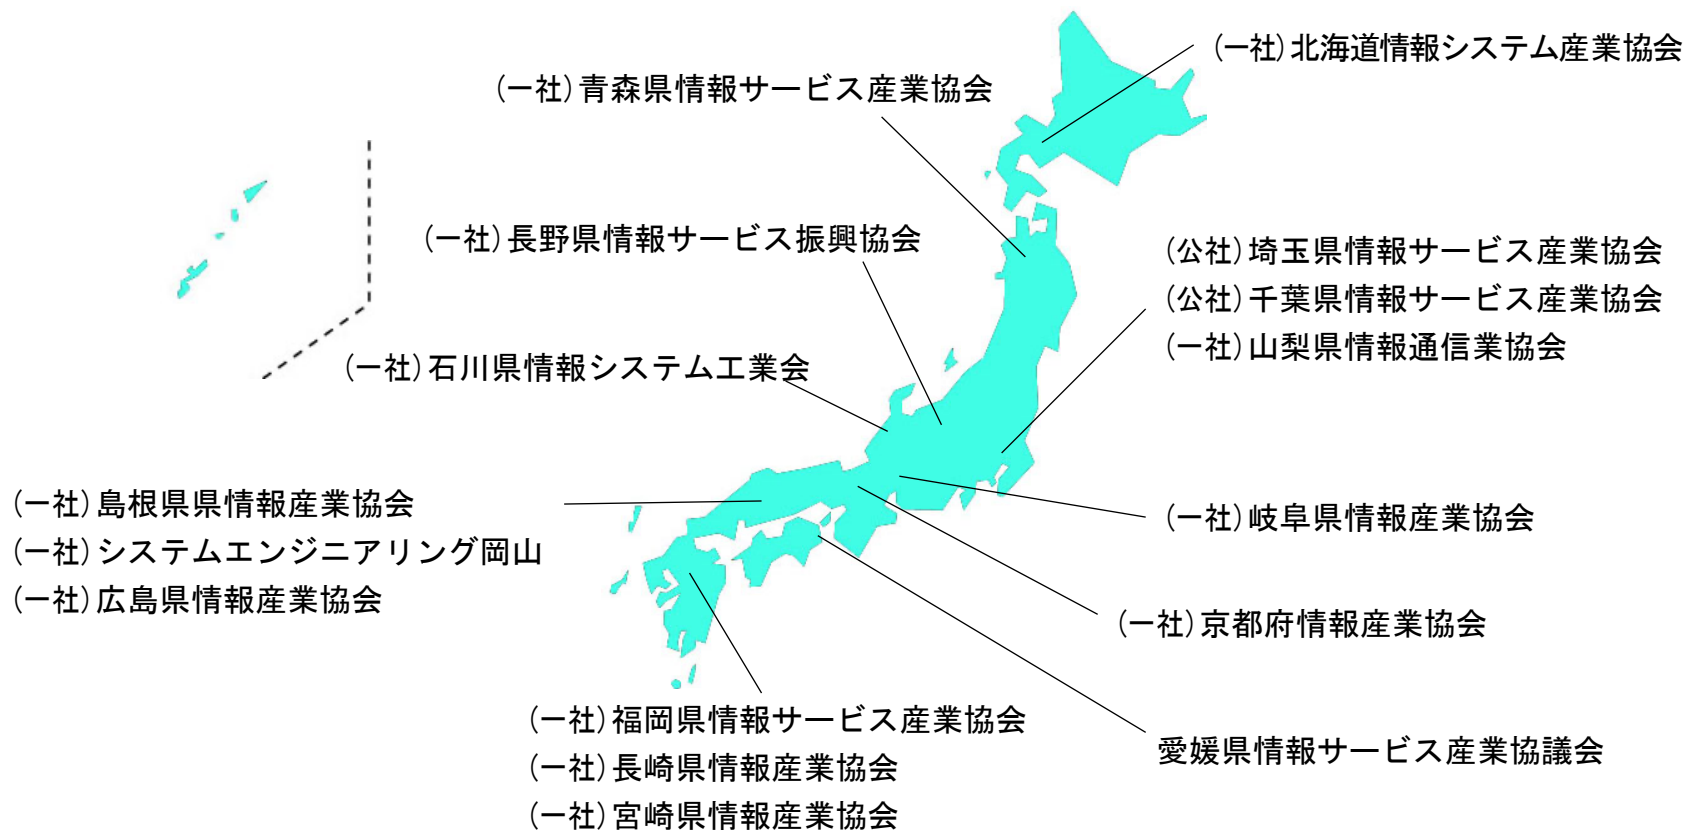 (一社)北海道情報システム産業協会
(一社)青森県情報サービス産業協会
(一社)長野県情報サービス振興協会
(公社)埼玉県情報サービス産業協会
(公社)千葉県情報サービス産業協会
(一社)山梨県情報通信業協会
(一社)石川県情報システム工業会
(一社)島根県県情報産業協会
(一社)システムエンジニアリング岡山
(一社)広島県情報産業協会
(一社)岐阜県情報産業協会
(一社)京都府情報産業協会
(一社)福岡県情報サービス産業協会
(一社)長崎県情報産業協会
(一社)宮崎県情報産業協会
愛媛県情報サービス産業協議会